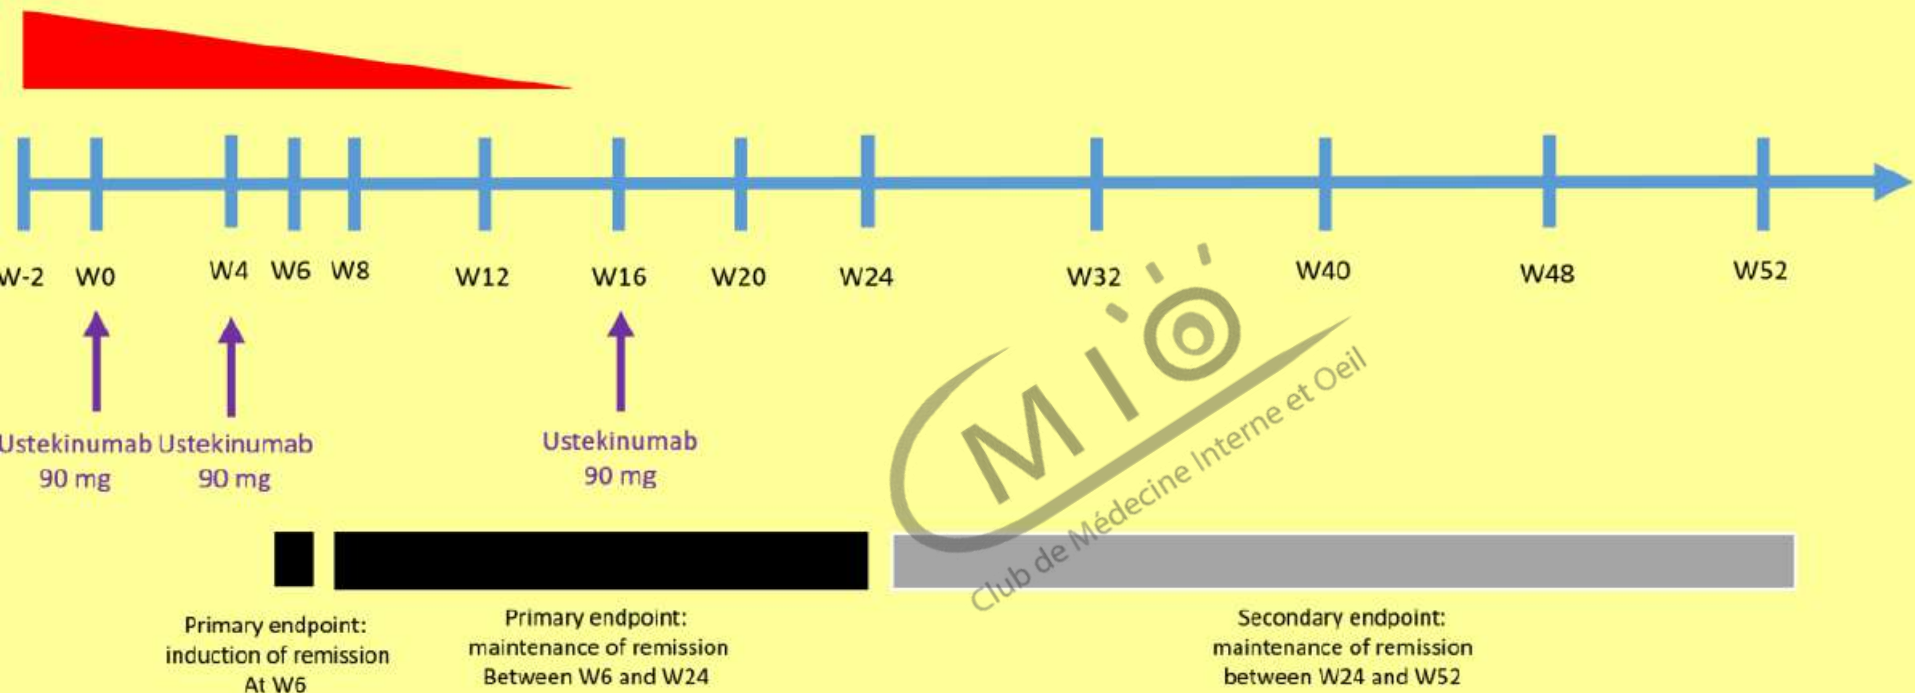 W-2 W0 W4 W6 W8 W12 W16 W20 W24 W32 W40 W48 W52
Ustekinumab
90 mg
Ustekinumab
90 mg
Ustekinumab
90 mg
MIO
Club de Médecine Interne et Oeil
Primary endpoint:
induction of remission
At W6
Primary endpoint:
maintenance of remission
Between W6 and W24
Secondary endpoint:
maintenance of remission
between W24 and W52